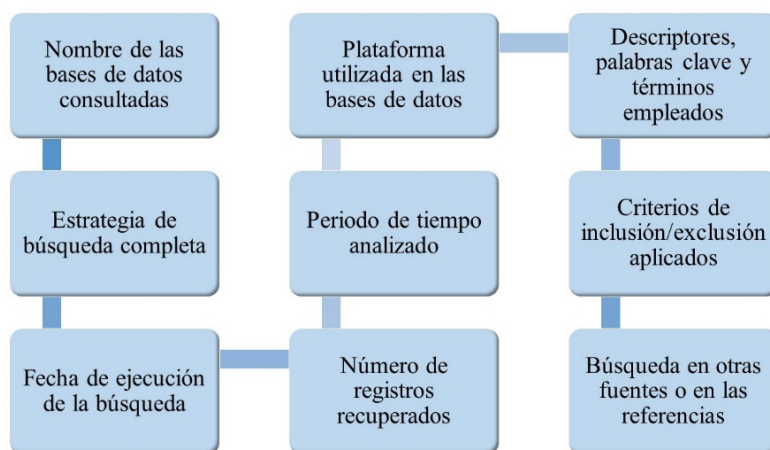 Nombre de las
bases de datos
consultadas
Estrategia de
búsqueda completa
Fecha de ejecución
de la búsqueda
Número de
registros
recuperados
Periodo de tiempo
analizado
Plataforma
utilizada en las
bases de datos
Descriptores,
palabras clave y
términos
empleados
Criterios de
inclusión/exclusión
aplicados
Búsqueda en otras
fuentes o en las
referencias